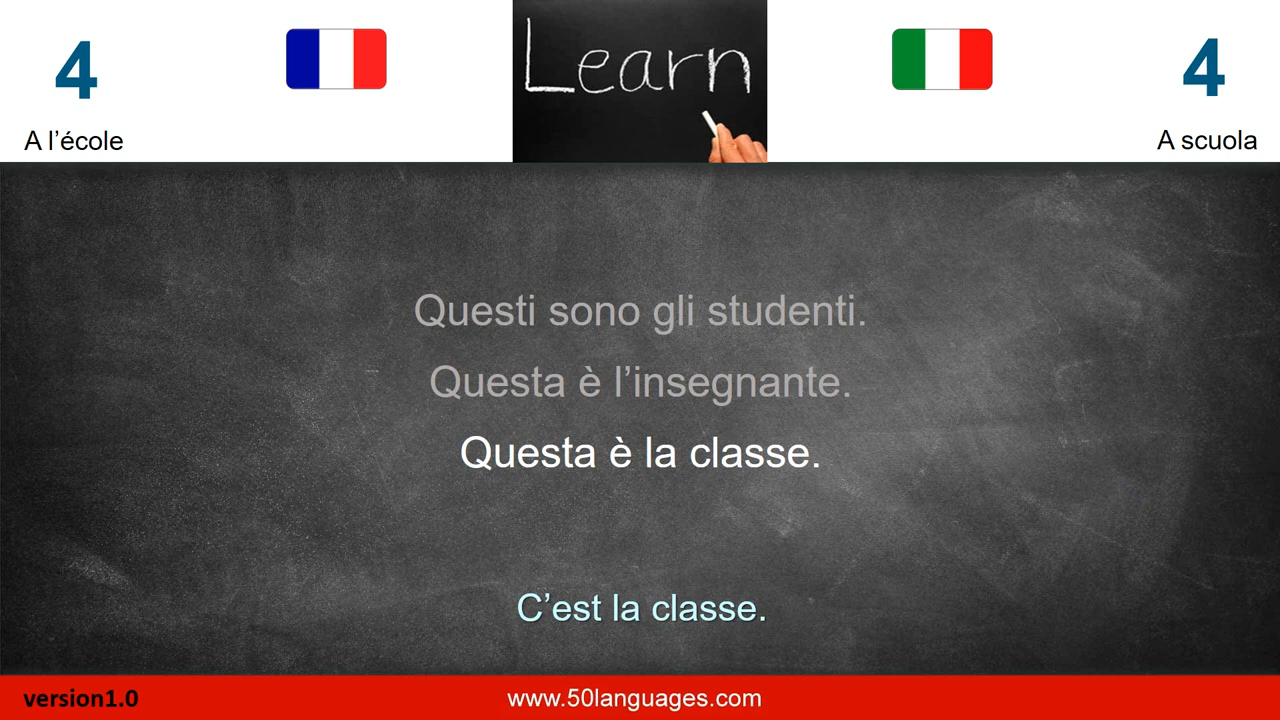 4
A l’école
Learn
4
A scuola
Questi sono gli studenti.
Questa è l’insegnante.
Questa è la classe.
C’est la classe.
version1.0
www.50languages.com